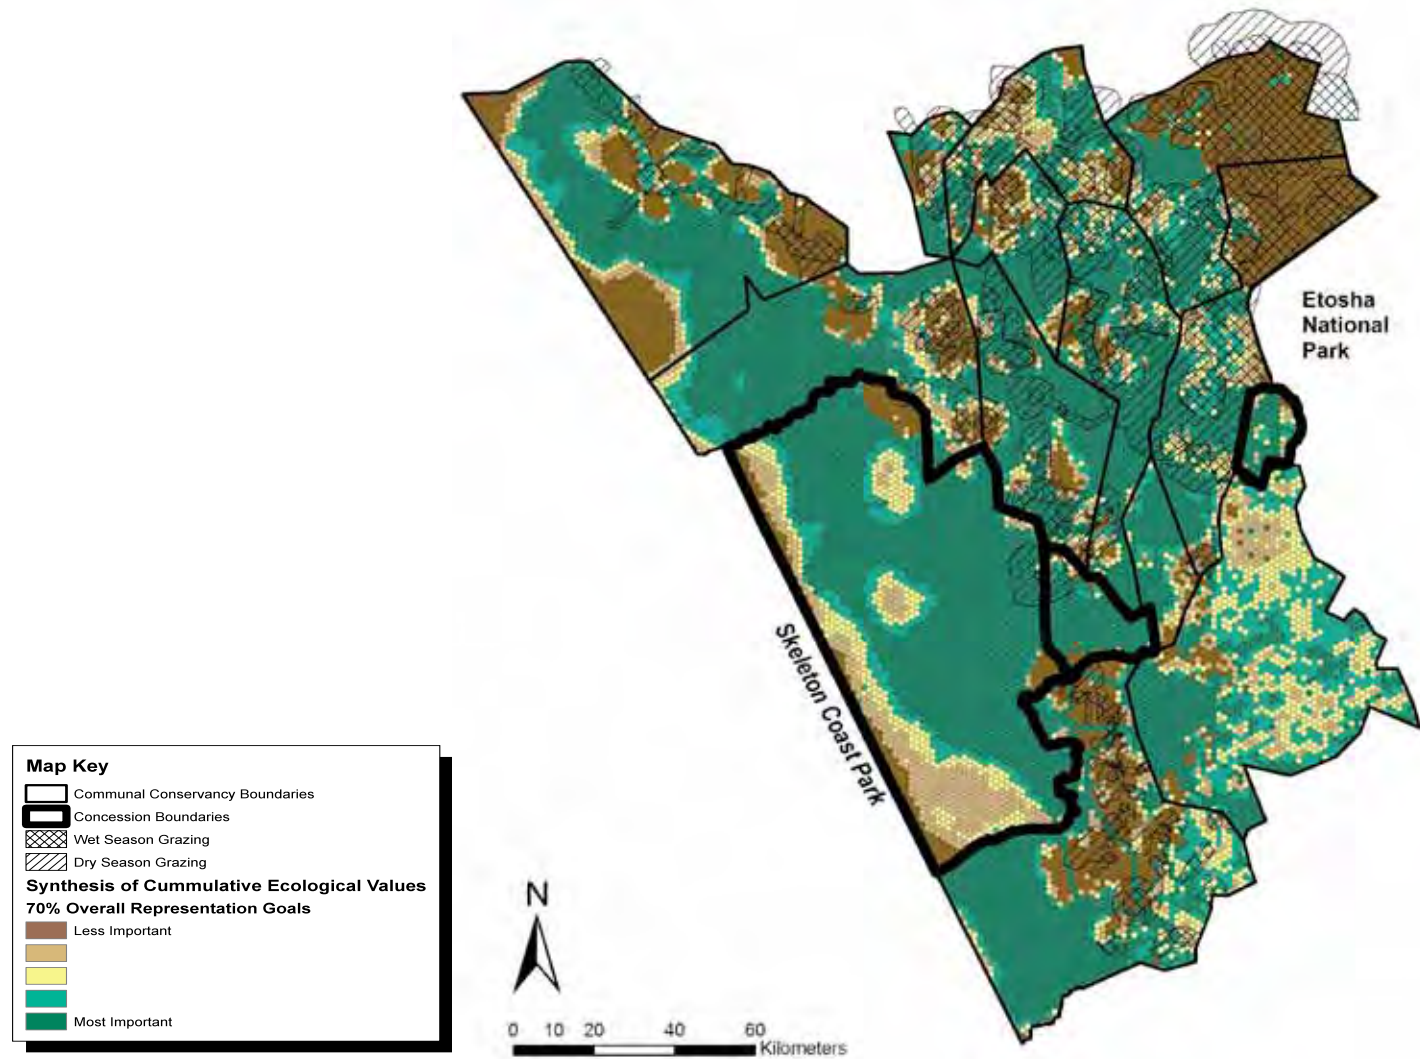 Etosha
National
Park
Skeleton Coast Park
Map Key
Communal Conservancy Boundaries
Concession Boundaries
Wet Season Grazing
Dry Season Grazing
Synthesis of Cummulative Ecological Values
70% Overall Representation Goals
Less Important
Most Important
N
0 10 20 40 60
Kilometers